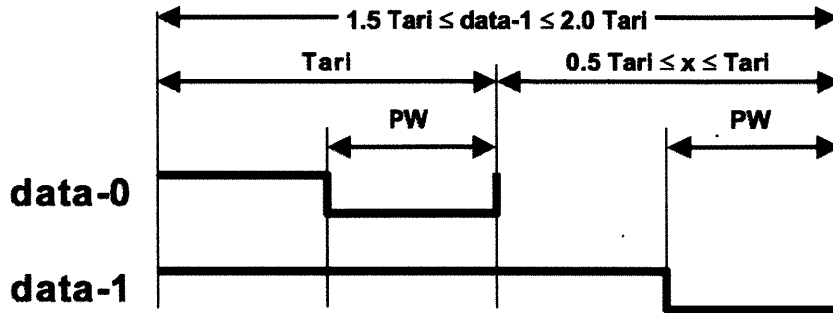 1.5 Tari ≤ data-1 ≤ 2.0 Tari
Tari
0.5 Tari ≤ x ≤ Tari
PW
PW
data-0
data-1